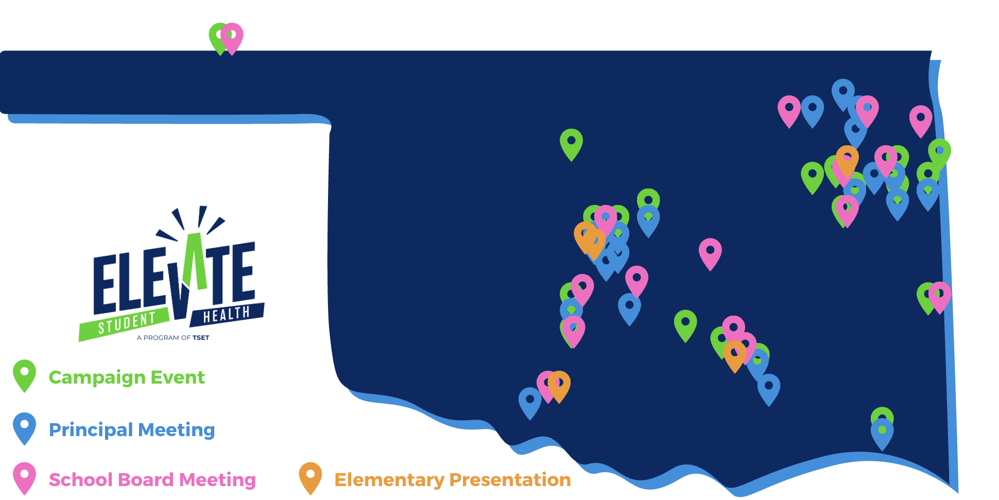 ELEVATE
STUDENT HEALTH
A PROGRAM OF TSET
Campaign Event
Principal Meeting
School Board Meeting
Elementary Presentation